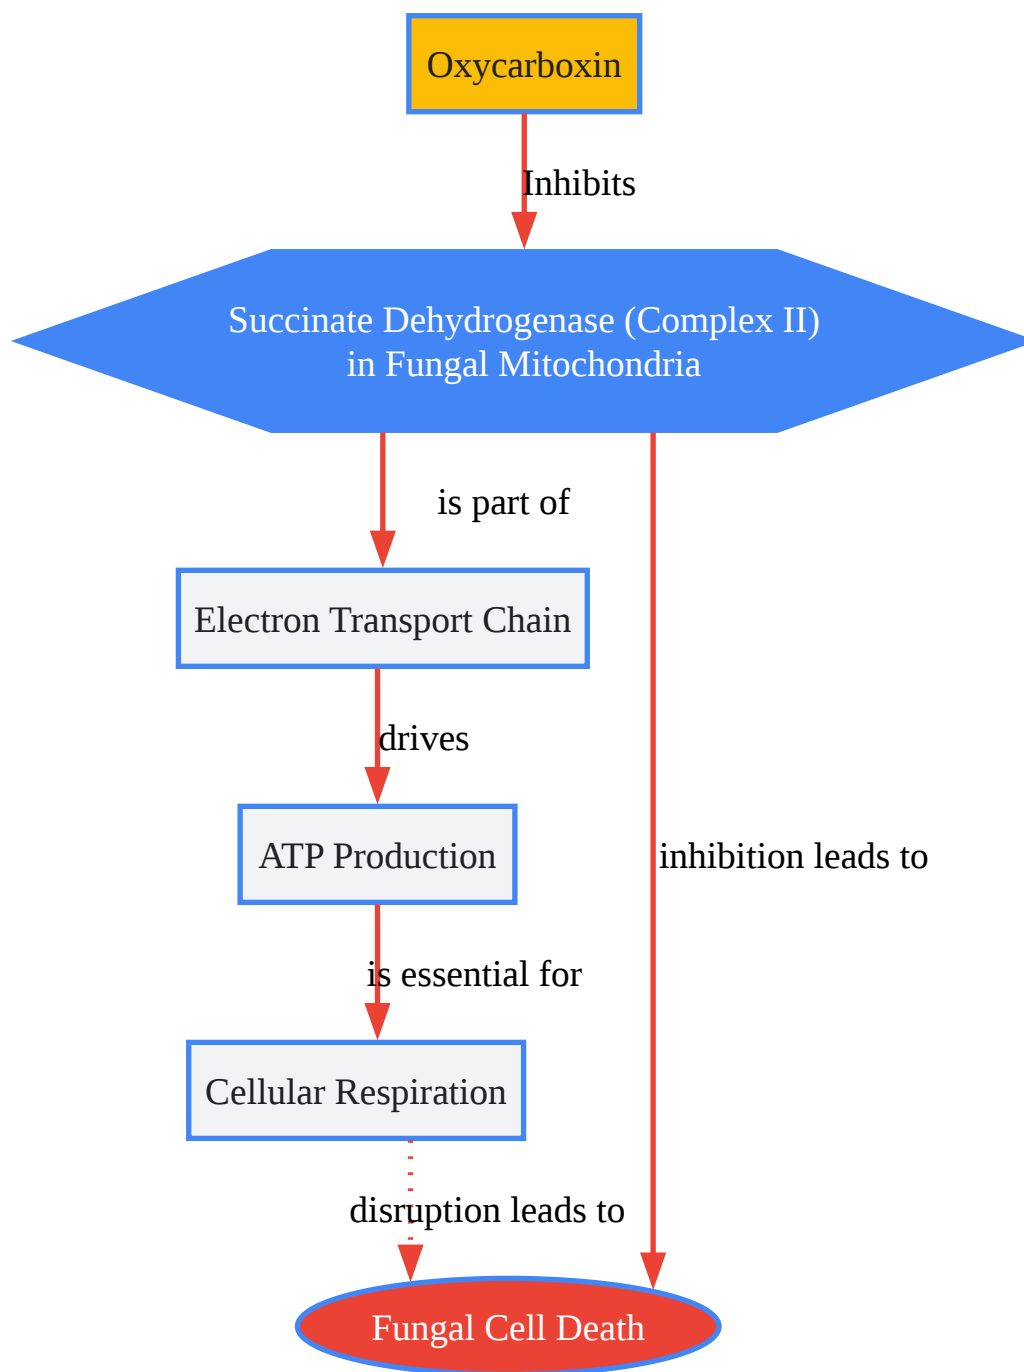 Oxycarboxin
Inhibits
Succinate Dehydrogenase (Complex II)
in Fungal Mitochondria
is part of
Electron Transport Chain
drives
ATP Production
inhibition leads to
is essential for
Cellular Respiration
disruption leads to
Fungal Cell Death